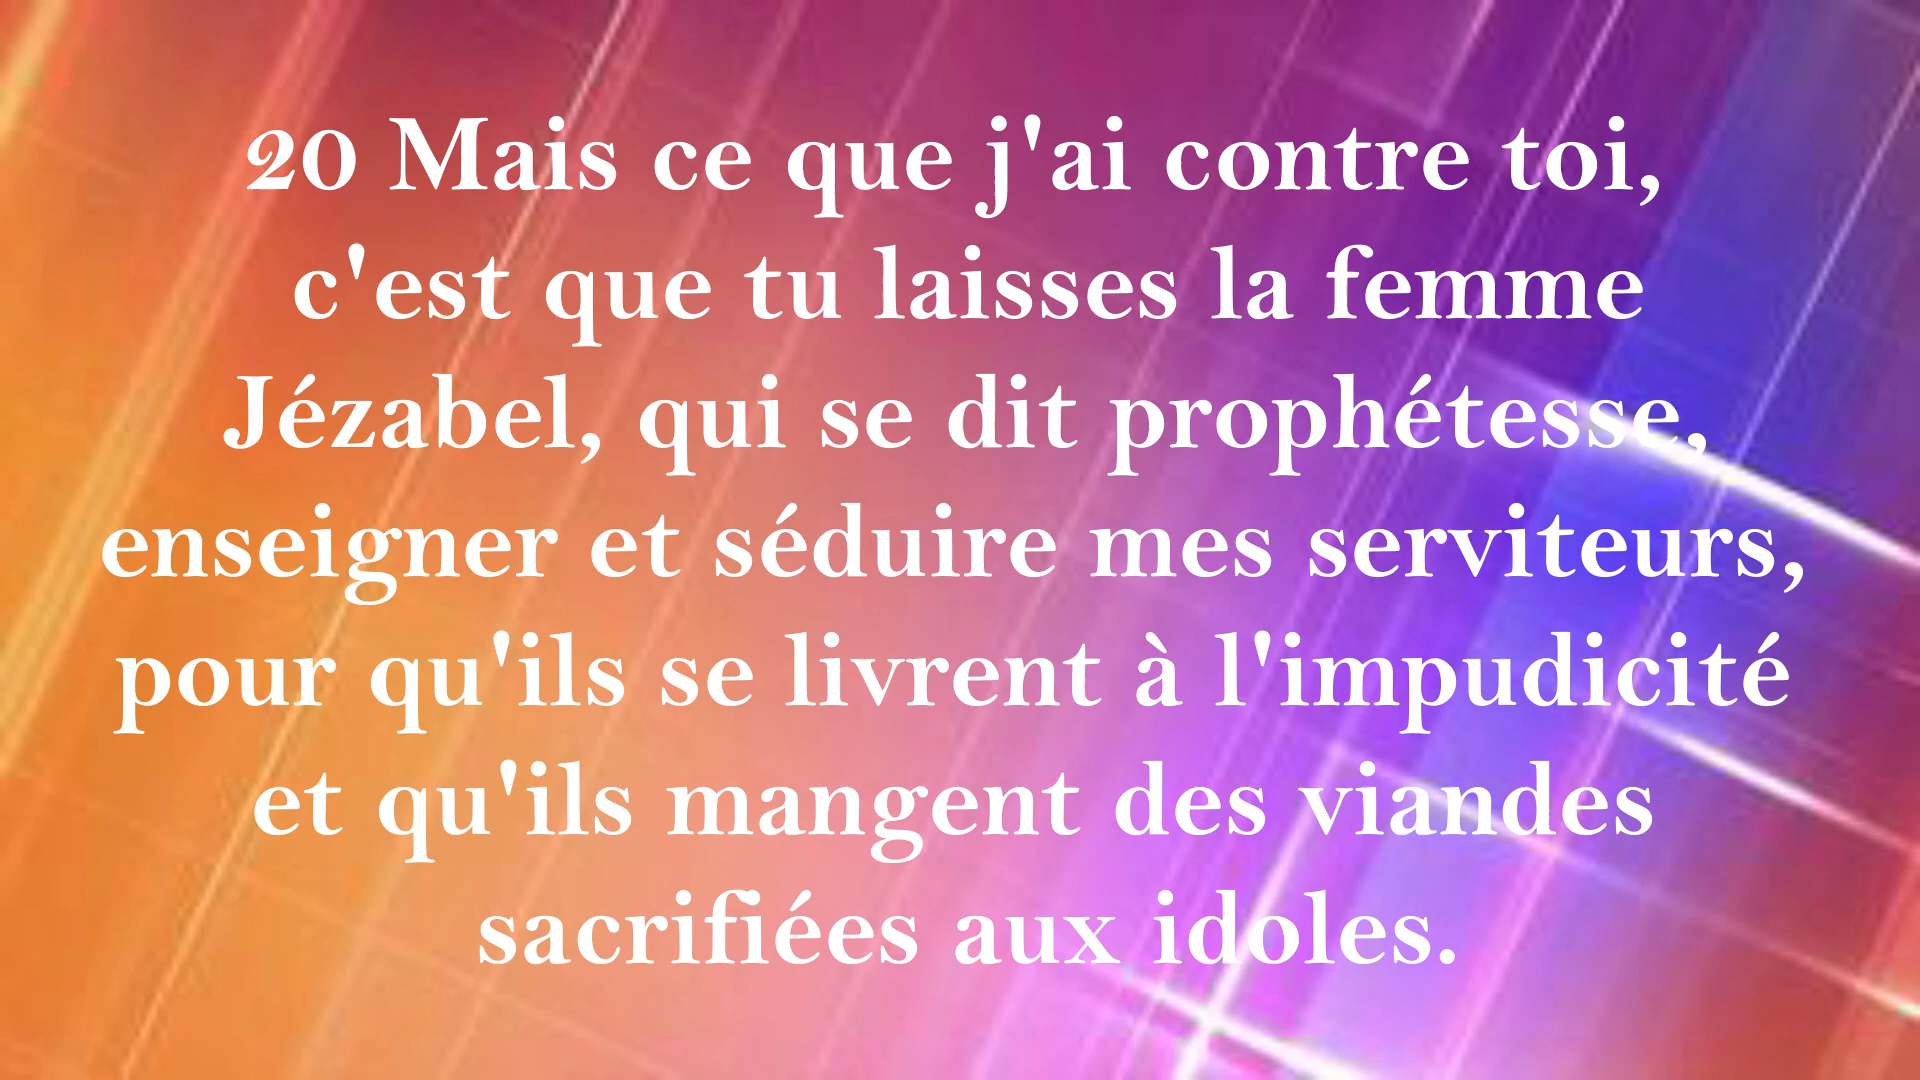 20 Mais ce que j'ai contre toi,
c'est que tu laisses la femme
Jézabel, qui se dit prophétesse,
enseigner et séduire mes serviteurs,
pour qu'ils se livrent à l'impudicité
et qu'ils mangent des viandes
sacrifiées aux idoles.